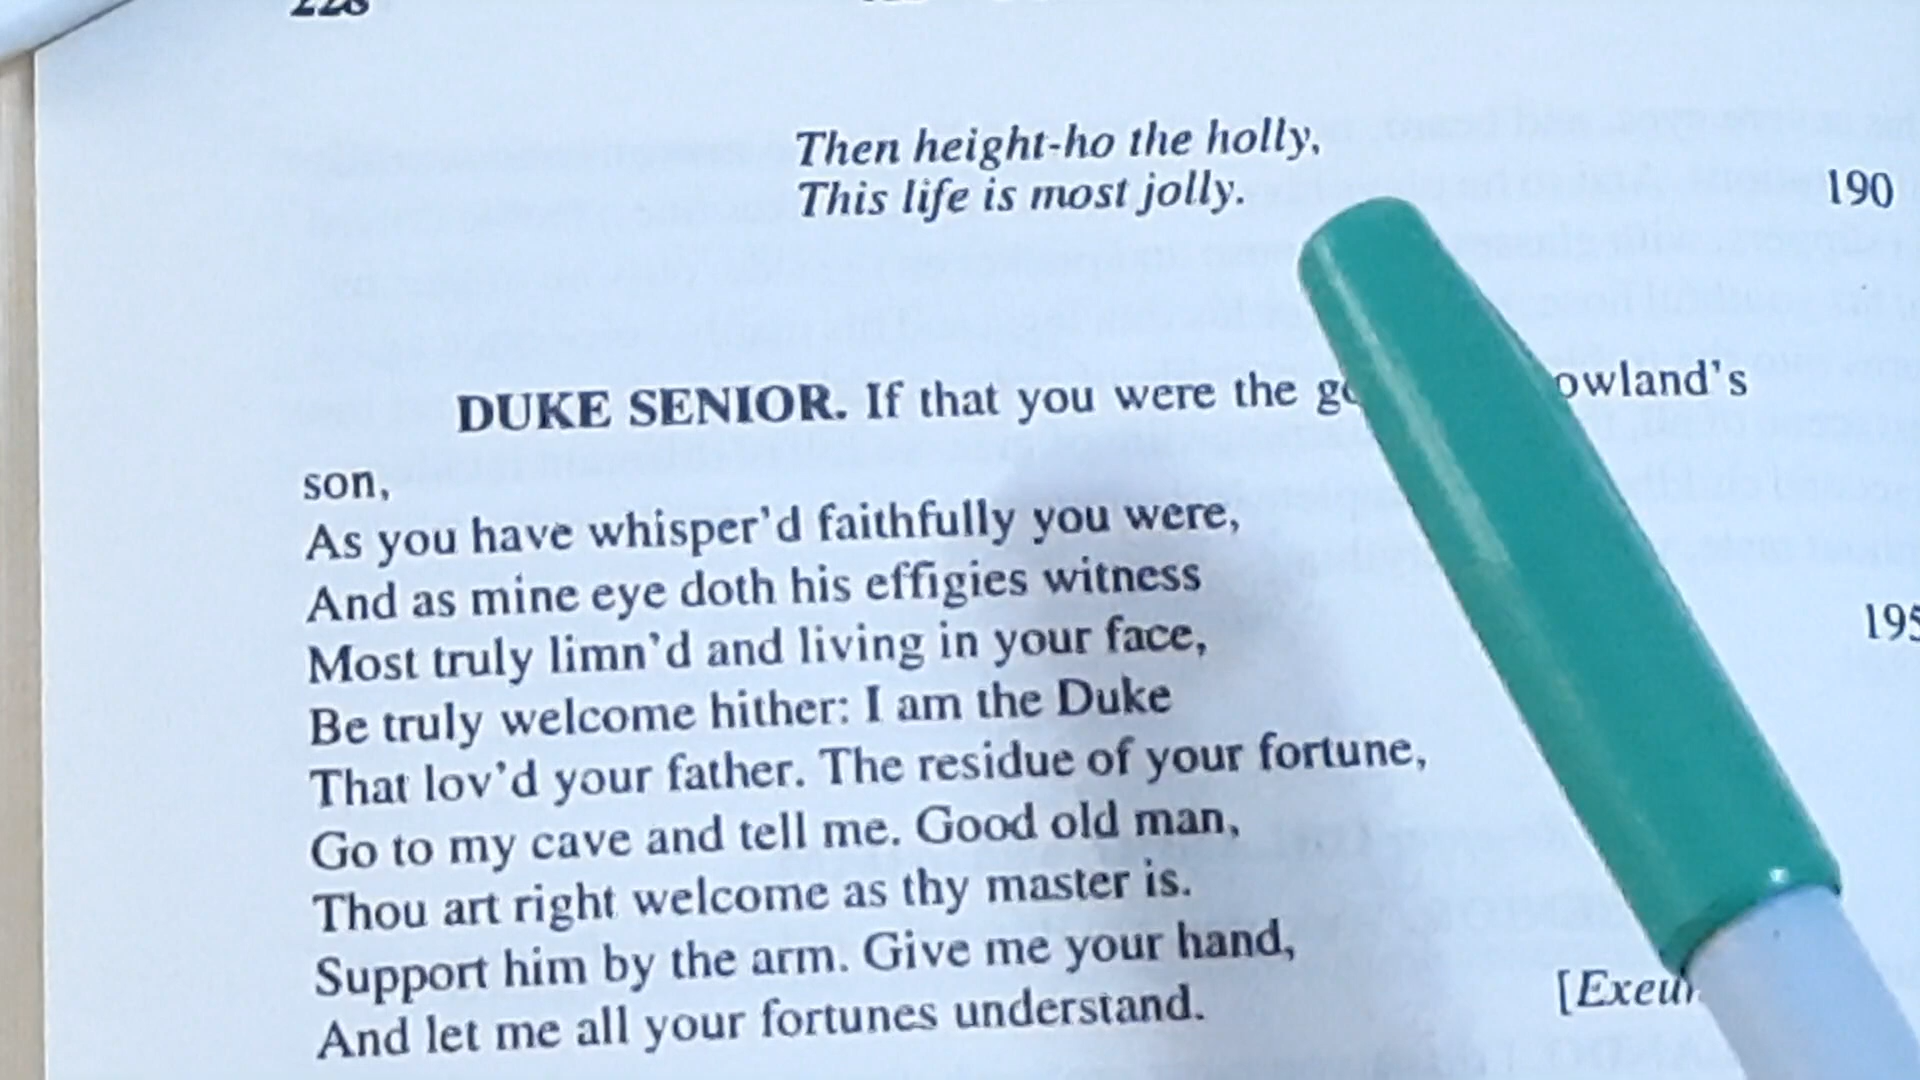 Then height-ho the holly,
This life is most jolly. 190
DUKE SENIOR. If that you were the
son,
As you have whisper'd faithfully you were,
And as mine eye doth his effigies witness
Most truly limn'd and living in your face, 195
Be truly welcome hither: I am the Duke
That lov'd your father. The residue of your fortune,
Go to my cave and tell me. Good old man,
Thou art right welcome as thy master is.
Support him by the arm. Give me your hand,
And let me all your fortunes understand.